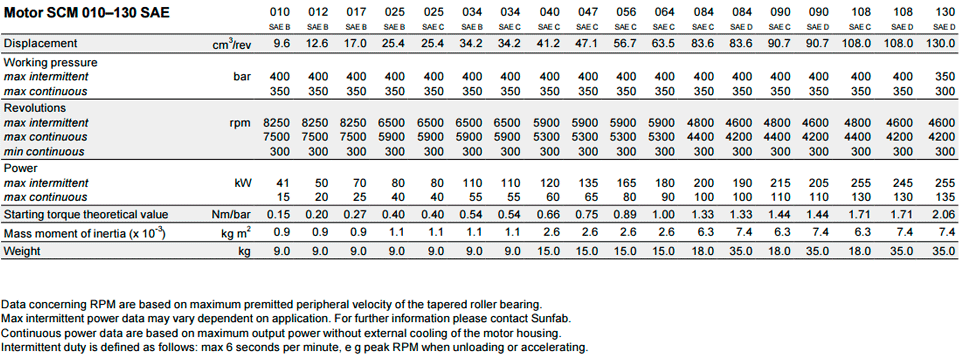 Motor SCM 010–130 SAE 010 012 017 025 025 034 034 040 047 056 064 084 084 090 090 108 108 130
SAE B SAE B SAE B SAE B SAE C SAE B SAE C SAE C SAE C SAE C SAE C SAE C SAE D SAE C SAE D SAE C SAE D SAE D
Displacement cm³/rev 9.6 12.6 17.0 25.4 25.4 34.2 34.2 41.2 47.1 56.7 63.5 83.6 83.6 90.7 90.7 108.0 108.0 130.0
Working pressure
max intermittent bar 400 400 400 400 400 400 400 400 400 400 400 400 400 400 400 400 400 350
max continuous 350 350 350 350 350 350 350 350 350 350 350 350 350 350 350 350 350 300
Revolutions
max intermittent rpm 8250 8250 8250 6500 6500 6500 6500 5900 5900 5900 5900 4800 4600 4800 4600 4800 4600 4600
max continuous 7500 7500 7500 5900 5900 5900 5900 5300 5300 5300 5300 4400 4200 4400 4200 4400 4200 4200
min continuous 300 300 300 300 300 300 300 300 300 300 300 300 300 300 300 300 300 300
Power
max intermittent kW 41 50 70 80 80 110 110 120 135 165 180 200 190 215 205 255 245 255
max continuous 15 20 25 40 40 55 55 60 65 80 90 100 100 110 110 130 130 135
Starting torque theoretical value Nm/bar 0.15 0.20 0.27 0.40 0.40 0.54 0.54 0.66 0.75 0.89 1.00 1.33 1.33 1.44 1.44 1.71 1.71 2.06
Mass moment of inertia (x 10⁻³) kg m² 0.9 0.9 0.9 1.1 1.1 1.1 1.1 2.6 2.6 2.6 2.6 6.3 7.4 6.3 7.4 6.3 7.4 7.4
Weight kg 9.0 9.0 9.0 9.0 9.0 9.0 9.0 15.0 15.0 15.0 15.0 18.0 35.0 18.0 35.0 18.0 35.0 35.0
Data concerning RPM are based on maximum premitted peripheral velocity of the tapered roller bearing.
Max intermittent power data may vary dependent on application. For further information please contact Sunfab.
Continuous power data are based on maximum output power without external cooling of the motor housing.
Intermittent duty is defined as follows: max 6 seconds per minute, e g peak RPM when unloading or accelerating.